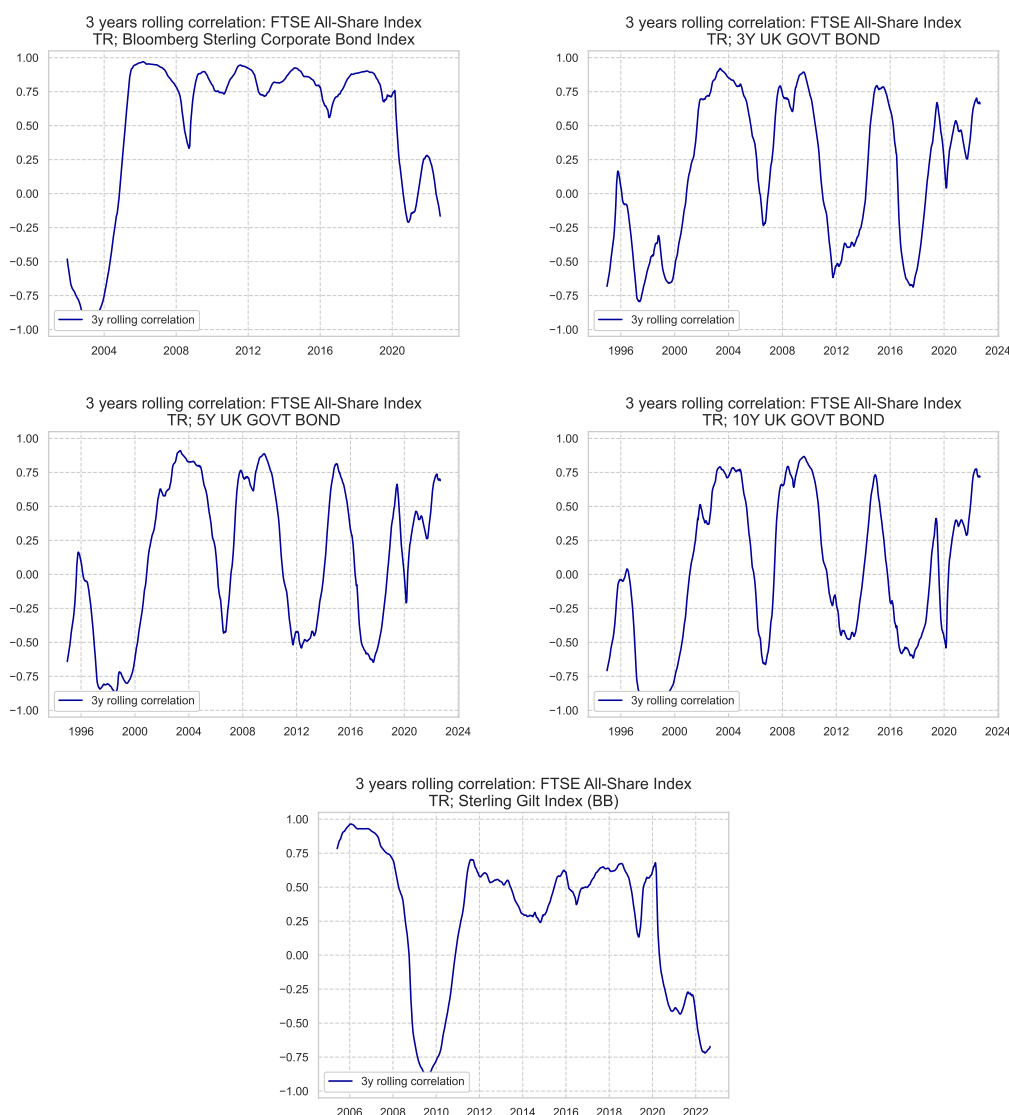 3 years rolling correlation: FTSE All-Share Index
TR; Bloomberg Sterling Corporate Bond Index
1.00
0.75
0.50
0.25
0.00
−0.25
−0.50
−0.75
−1.00
3y rolling correlation
2004 2008 2012 2016 2020
3 years rolling correlation: FTSE All-Share Index
TR; 3Y UK GOVT BOND
1.00
0.75
0.50
0.25
0.00
−0.25
−0.50
−0.75
−1.00
3y rolling correlation
1996 2000 2004 2008 2012 2016 2020 2024
3 years rolling correlation: FTSE All-Share Index
TR; 5Y UK GOVT BOND
1.00
0.75
0.50
0.25
0.00
−0.25
−0.50
−0.75
−1.00
3y rolling correlation
1996 2000 2004 2008 2012 2016 2020 2024
3 years rolling correlation: FTSE All-Share Index
TR; 10Y UK GOVT BOND
1.00
0.75
0.50
0.25
0.00
−0.25
−0.50
−0.75
−1.00
3y rolling correlation
1996 2000 2004 2008 2012 2016 2020 2024
3 years rolling correlation: FTSE All-Share Index
TR; Sterling Gilt Index (BB)
1.00
0.75
0.50
0.25
0.00
−0.25
−0.50
−0.75
−1.00
3y rolling correlation
2006 2008 2010 2012 2014 2016 2018 2020 2022